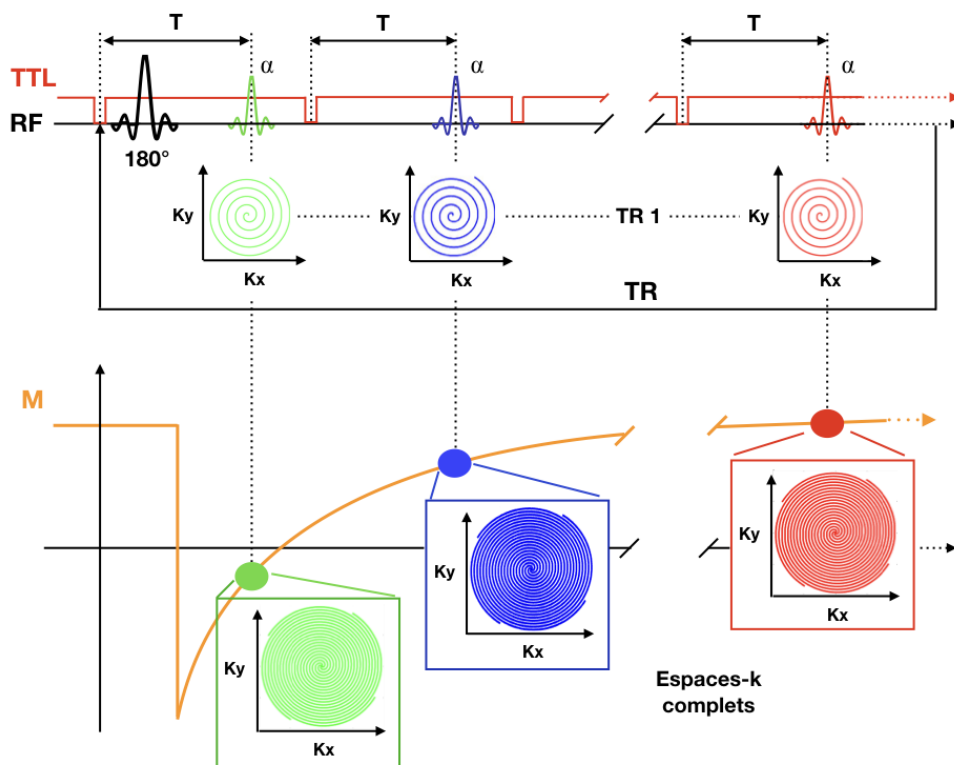 T T T
TTL α α α
RF
180°
Ky Ky TR 1 Ky
Kx Kx Kx
TR
M
Ky
Ky
Kx
Kx
Ky
Kx
Espaces-k
complets